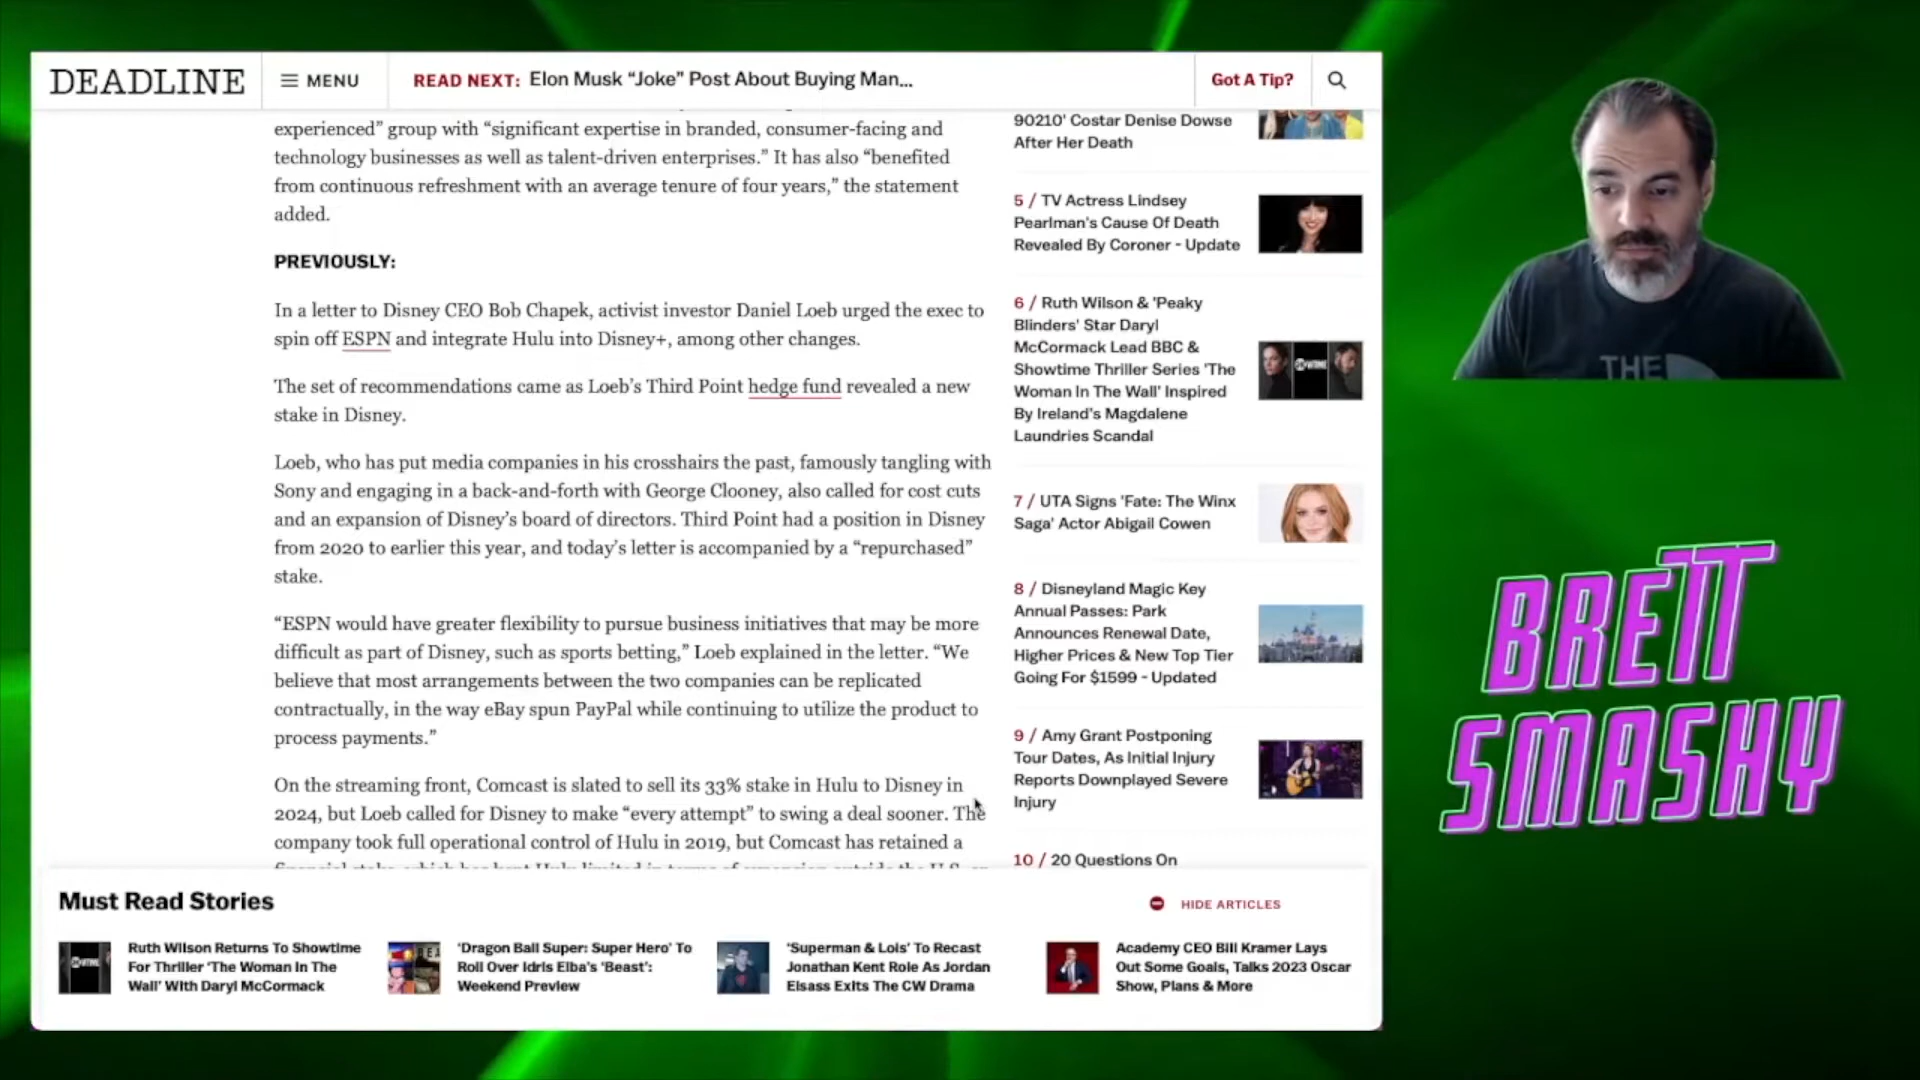 DEADLINE
MENU
READ NEXT: Elon Musk “Joke” Post About Buying Man...
Got A Tip?
experienced” group with “significant expertise in branded, consumer-facing and
technology businesses as well as talent-driven enterprises.” It has also “benefited
from continuous refreshment with an average tenure of four years,” the statement
added.
PREVIOUSLY:
In a letter to Disney CEO Bob Chapek, activist investor Daniel Loeb urged the exec to
spin off ESPN and integrate Hulu into Disney+, among other changes.
The set of recommendations came as Loeb’s Third Point hedge fund revealed a new
stake in Disney.
Loeb, who has put media companies in his crosshairs the past, famously tangling with
Sony and engaging in a back-and-forth with George Clooney, also called for cost cuts
and an expansion of Disney’s board of directors. Third Point had a position in Disney
from 2020 to earlier this year, and today’s letter is accompanied by a “repurchased”
stake.
“ESPN would have greater flexibility to pursue business initiatives that may be more
difficult as part of Disney, such as sports betting,” Loeb explained in the letter. “We
believe that most arrangements between the two companies can be replicated
contractually, in the way eBay spun PayPal while continuing to utilize the product to
process payments.”
On the streaming front, Comcast is slated to sell its 33% stake in Hulu to Disney in
2024, but Loeb called for Disney to make “every attempt” to swing a deal sooner. The
company took full operational control of Hulu in 2019, but Comcast has retained a
90210' Costar Denise Dowse
After Her Death
5 / TV Actress Lindsey
Pearlman's Cause Of Death
Revealed By Coroner - Update
6 / Ruth Wilson & 'Peaky
Blinders' Star Daryl
McCormack Lead BBC &
Showtime Thriller Series 'The
Woman In The Wall' Inspired
By Ireland's Magdalene
Laundries Scandal
7 / UTA Signs 'Fate: The Winx
Saga' Actor Abigail Cowen
8 / Disneyland Magic Key
Annual Passes: Park
Announces Renewal Date,
Higher Prices & New Top Tier
Going For $1599 - Updated
9 / Amy Grant Postponing
Tour Dates, As Initial Injury
Reports Downplayed Severe
Injury
10 / 20 Questions On
Must Read Stories
HIDE ARTICLES
Ruth Wilson Returns To Showtime
For Thriller ‘The Woman In The
Wall’ With Daryl McCormack
‘Dragon Ball Super: Super Hero’ To
Roll Over Idris Elba’s ‘Beast’:
Weekend Preview
‘Superman & Lois’ To Recast
Jonathan Kent Role As Jordan
Elsass Exits The CW Drama
Academy CEO Bill Kramer Lays
Out Some Goals, Talks 2023 Oscar
Show, Plans & More
THE
BRETT
SMASHY